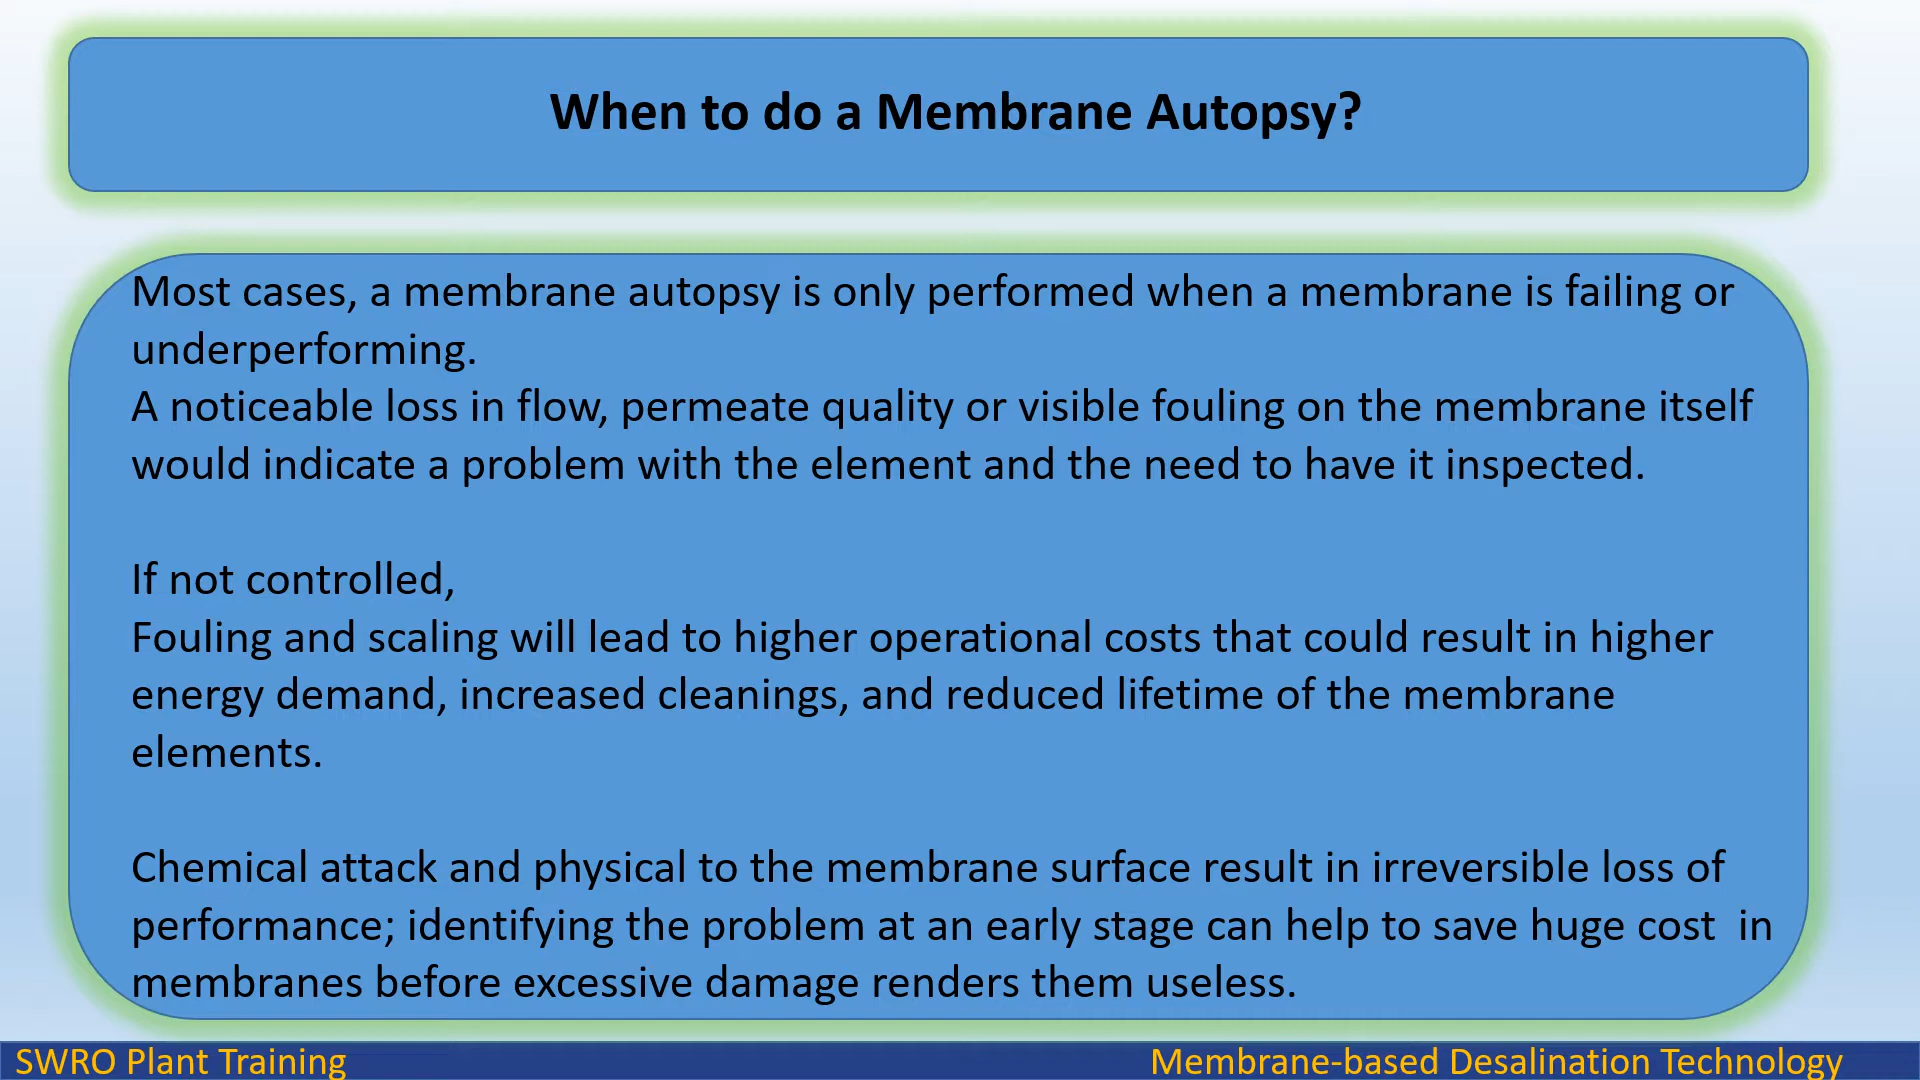 When to do a Membrane Autopsy?
Most cases, a membrane autopsy is only performed when a membrane is failing or
underperforming.
A noticeable loss in flow, permeate quality or visible fouling on the membrane itself
would indicate a problem with the element and the need to have it inspected.
If not controlled,
Fouling and scaling will lead to higher operational costs that could result in higher
energy demand, increased cleanings, and reduced lifetime of the membrane
elements.
Chemical attack and physical to the membrane surface result in irreversible loss of
performance; identifying the problem at an early stage can help to save huge cost  in
membranes before excessive damage renders them useless.
SWRO Plant Training
Membrane-based Desalination Technology